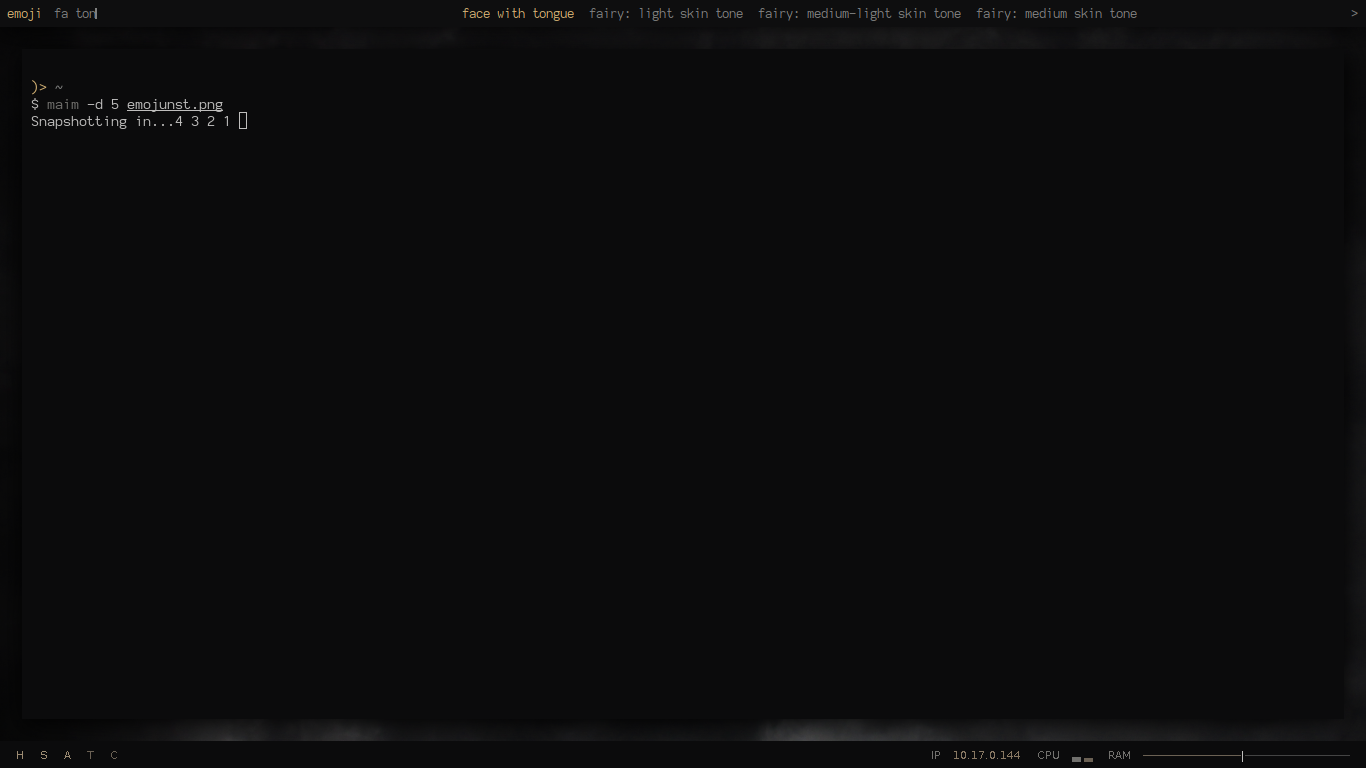 emoji fa ton face with tongue fairy: light skin tone fairy: medium-light skin tone fairy: medium skin tone >
)> ~
$ maim -d 5 emojunst.png
Snapshotting in...4 3 2 1
H S A T C IP 10.17.0.144 CPU RAM